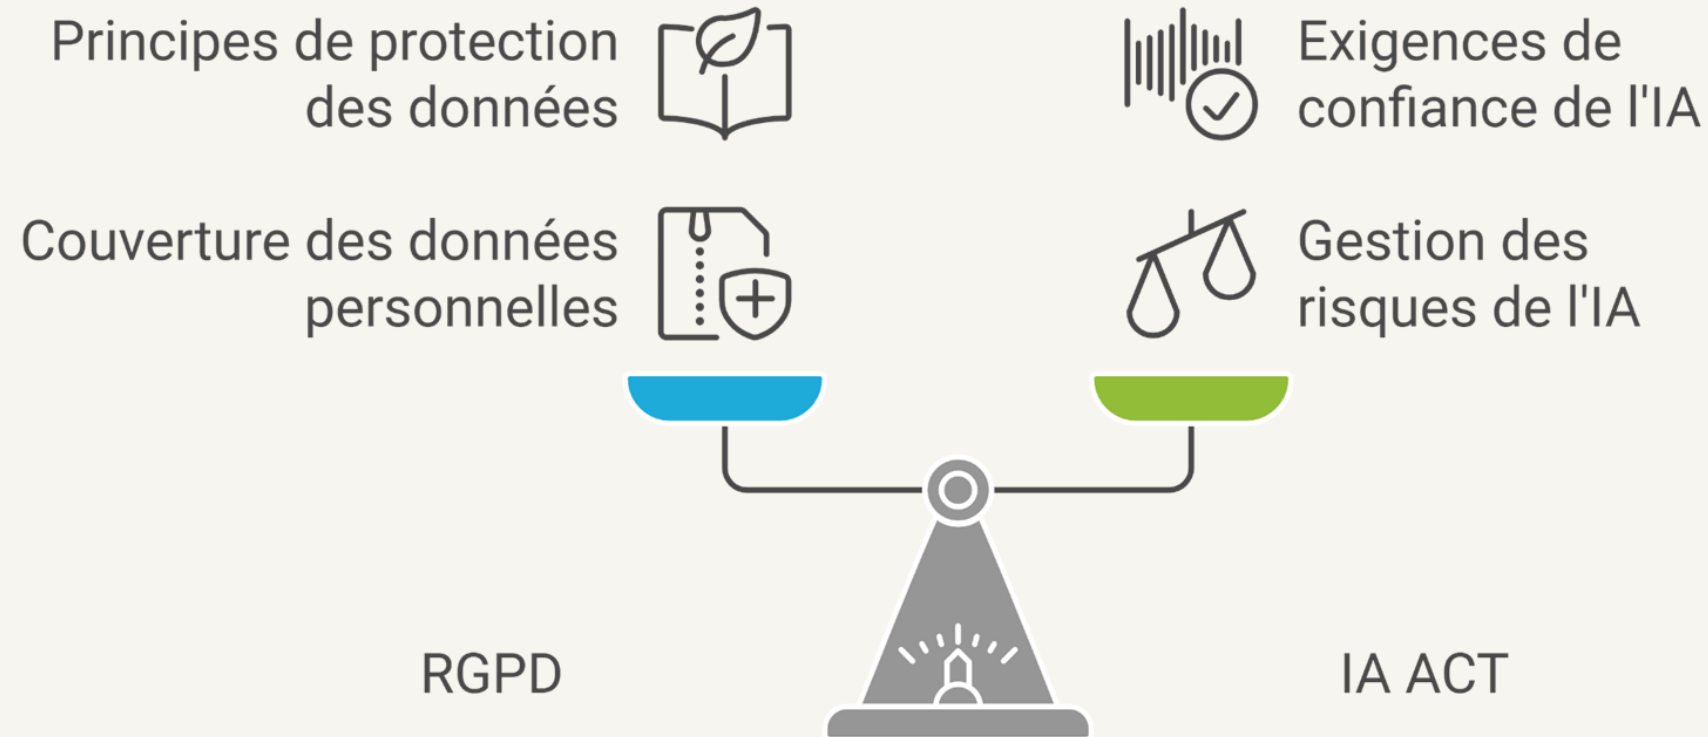 Principes de protection
des données
Exigences de
confiance de l'IA
Couverture des données
personnelles
Gestion des
risques de l'IA
RGPD
IA ACT